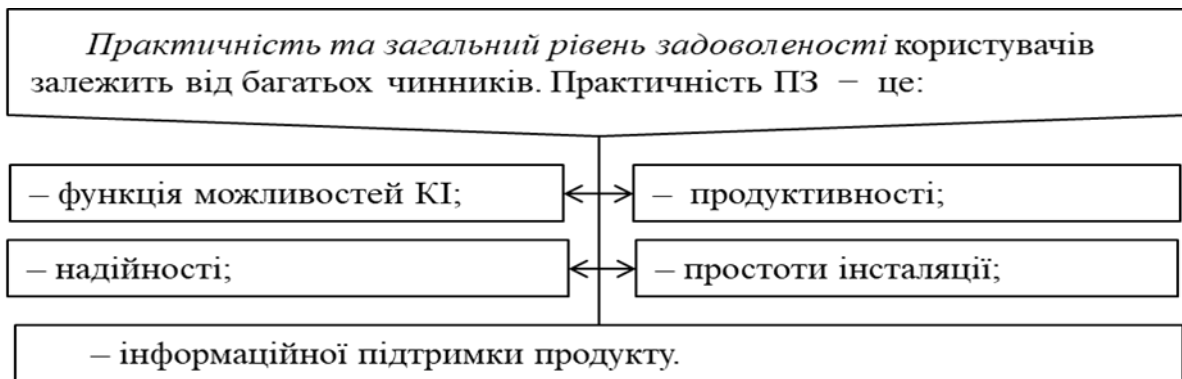 Практичність та загальний рівень задоволеності користувачів
залежить від багатьох чинників. Практичність ПЗ − це:
– функція можливостей КІ;
– продуктивності;
– надійності;
– простоти інсталяції;
– інформаційної підтримки продукту.